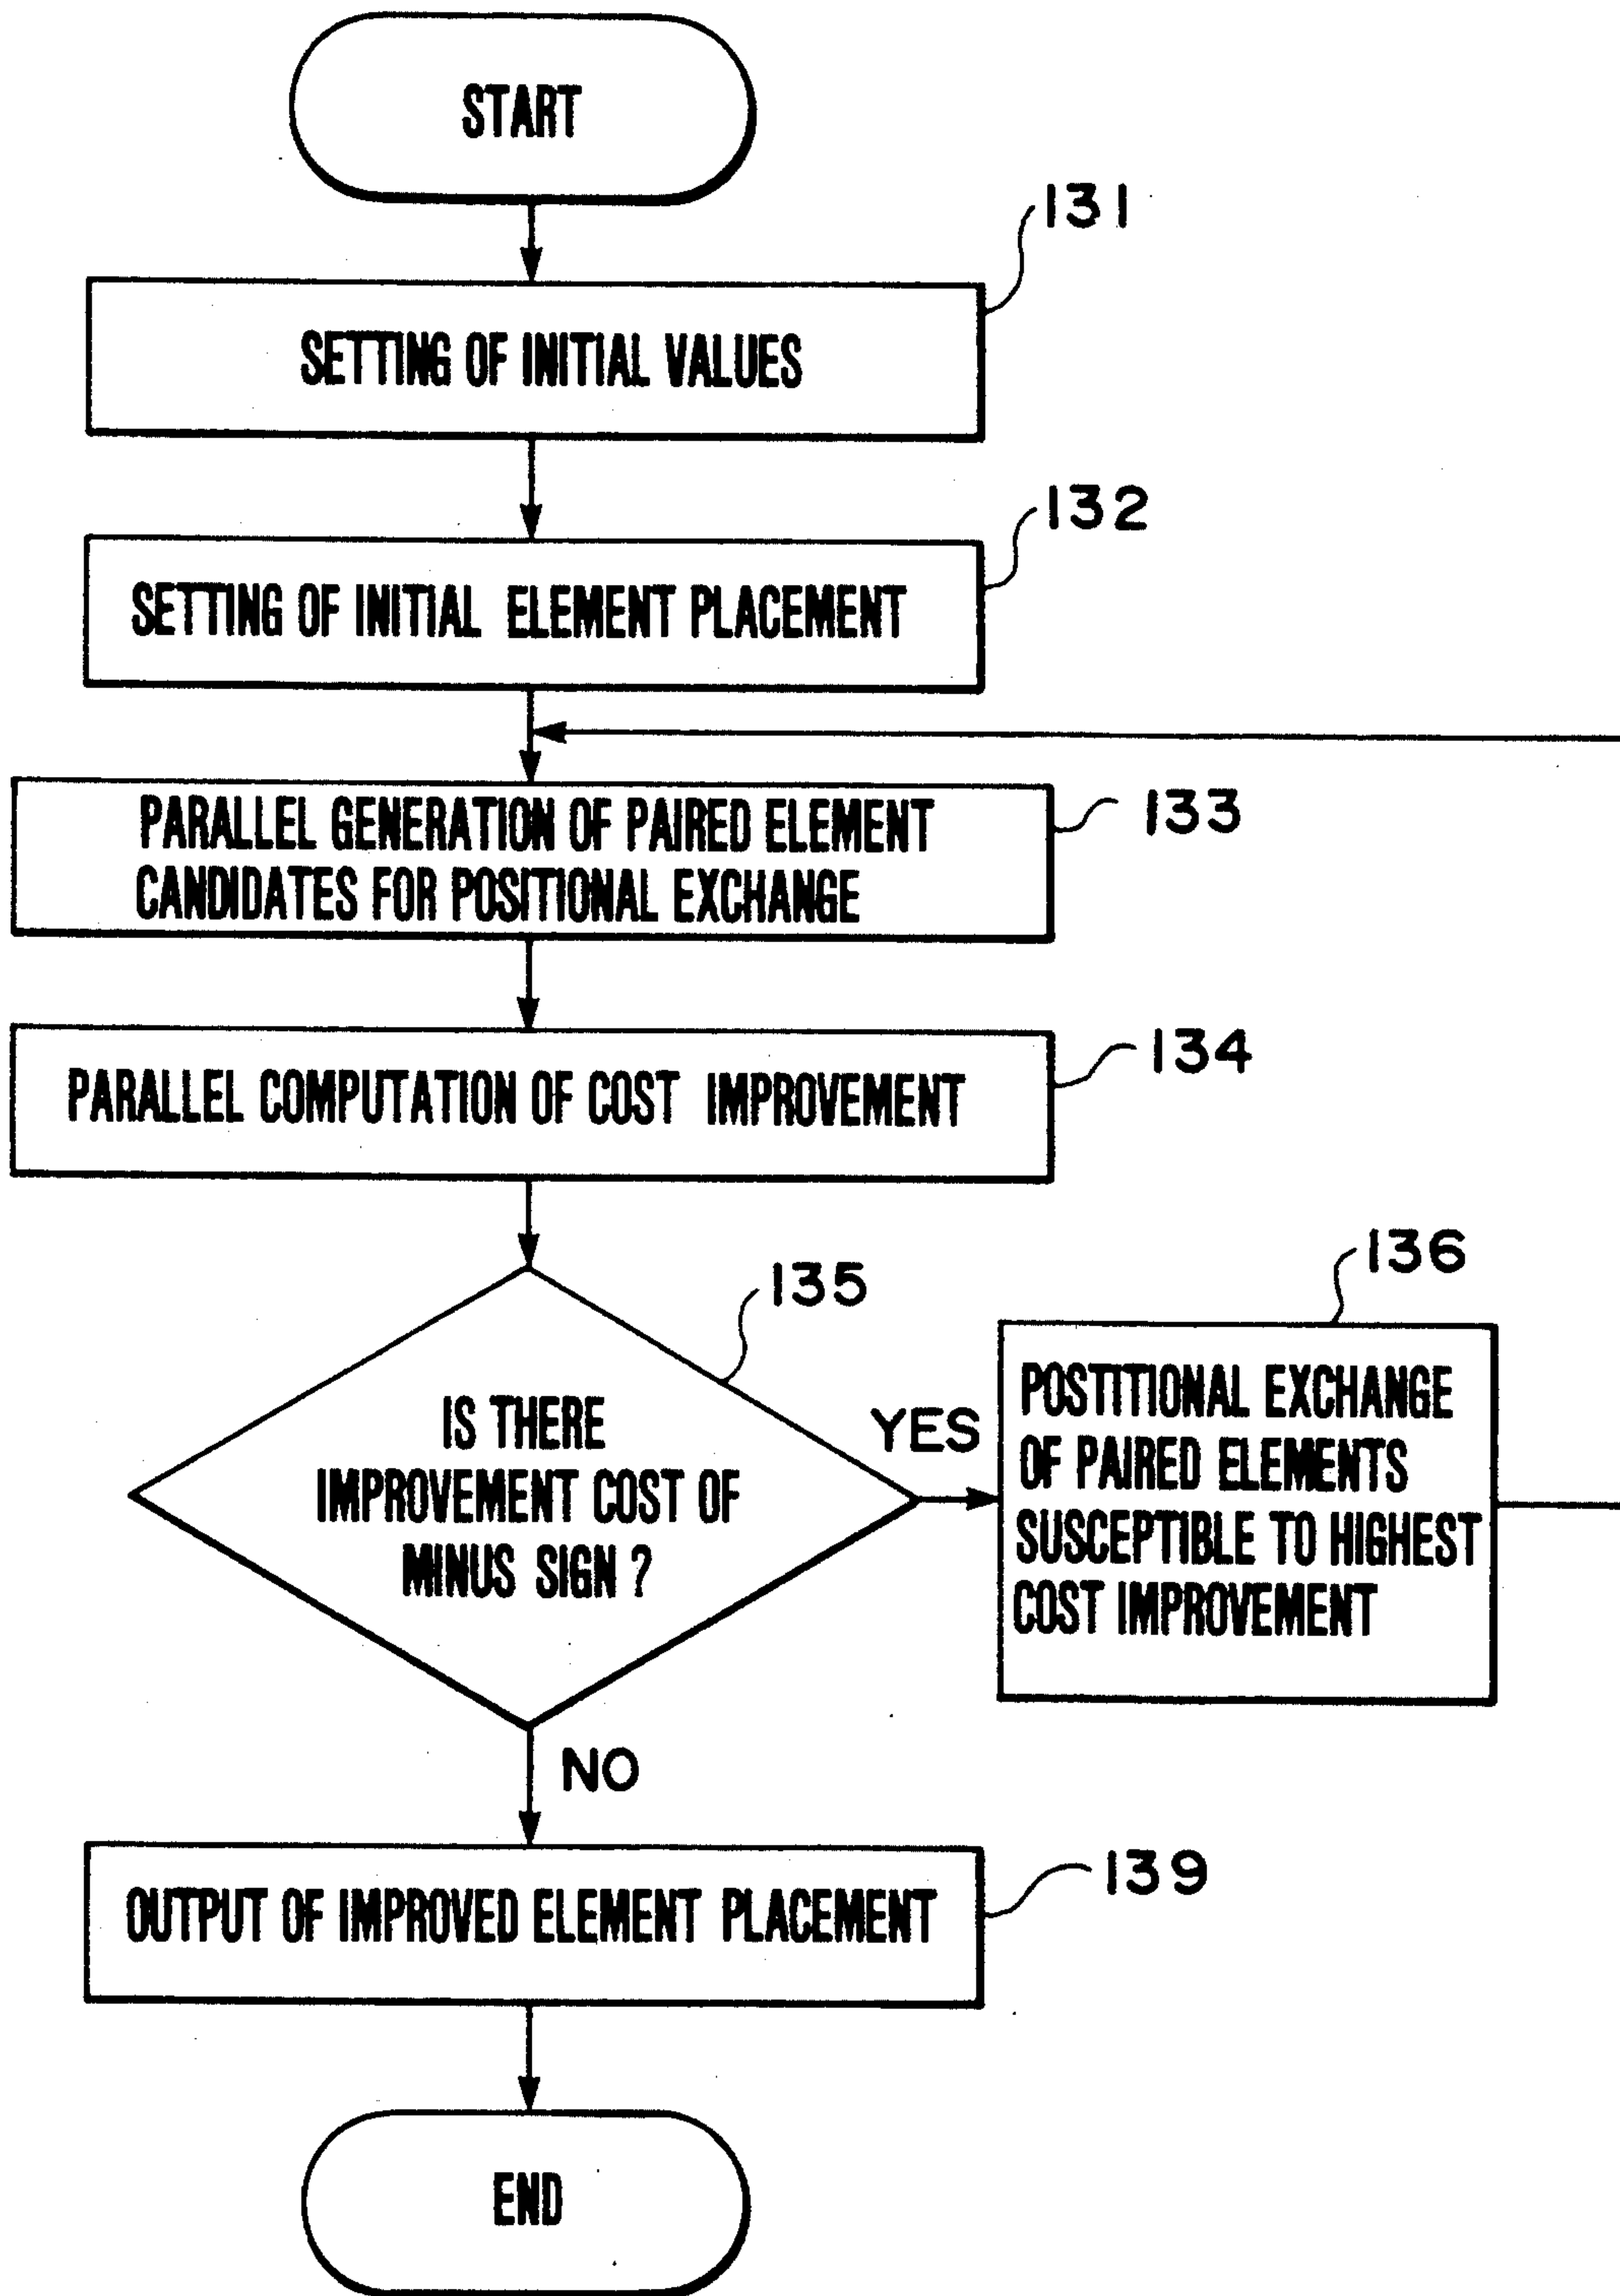 START
131
SETTING OF INITIAL VALUES
132
SETTING OF INITIAL ELEMENT PLACEMENT
133
PARALLEL GENERATION OF PAIRED ELEMENT
CANDIDATES FOR POSITIONAL EXCHANGE
134
PARALLEL COMPUTATION OF COST IMPROVEMENT
135
IS THERE
IMPROVEMENT COST OF
MINUS SIGN ?
YES
136
POSTITIONAL EXCHANGE
OF PAIRED ELEMENTS
SUSCEPTIBLE TO HIGHEST
COST IMPROVEMENT
NO
139
OUTPUT OF IMPROVED ELEMENT PLACEMENT
END